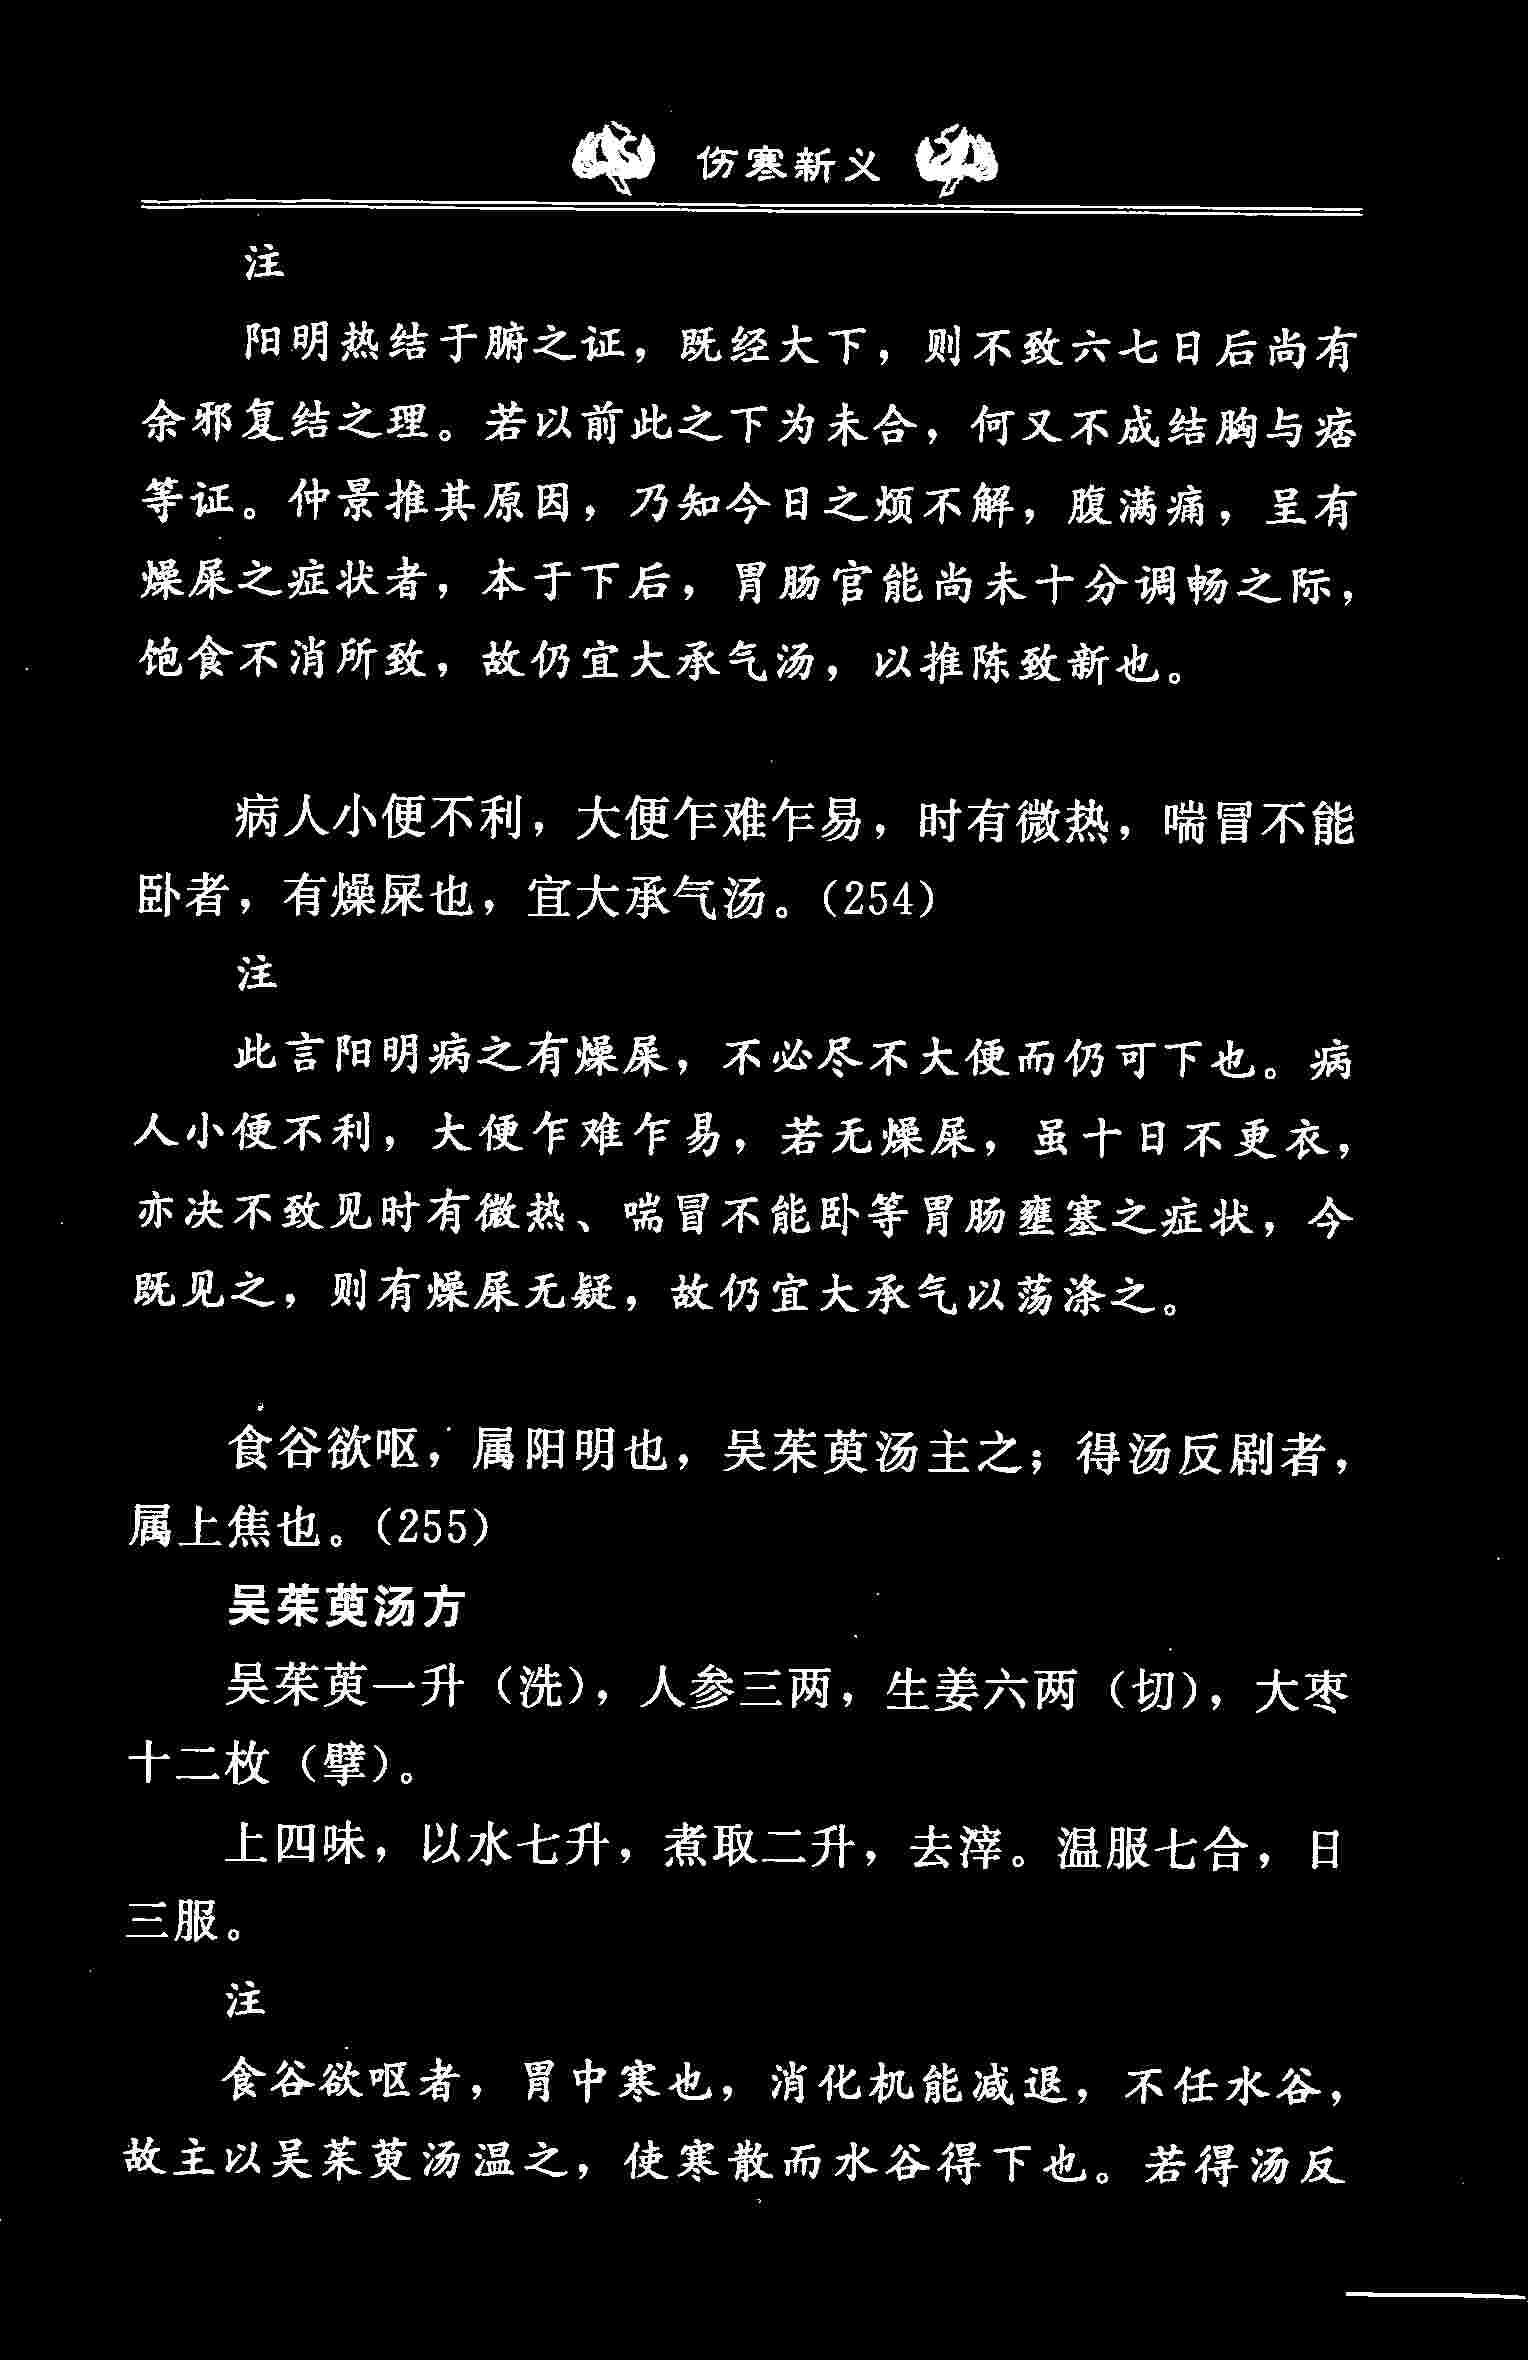 伤寒新义
注
阳明热结于腑之证，既经大下，则不致六七日后尚有
余邪复结之理。若以前此之下为未合，何又不成结胸与痞
等证。仲景推其原因，乃知今日之烦不解，腹满痛，呈有
燥屎之症状者，本于下后，胃肠官能尚未十分调畅之际，
饱食不消所致，故仍宜大承气汤，以推陈致新也。
病人小便不利，大便乍难乍易，时有微热，喘冒不能
卧者，有燥屎也，宜大承气汤。（254）
注
此言阳明病之有燥屎，不必尽不大便而仍可下也。病
人小便不利，大便乍难乍易，若无燥屎，虽十日不更衣，
亦决不致见时有微热、喘冒不能卧等胃肠壅塞之症状，今
既见之，则有燥屎无疑，故仍宜大承气以荡涤之。
食谷欲呕，属阳明也，吴茱萸汤主之；得汤反剧者，
属上焦也。（255）
吴茱萸汤方
吴茱萸一升（洗），人参三两，生姜六两（切），大枣
十二枚（擘）。
上四味，以水七升，煮取二升，去滓。温服七合，日
三服。
注
食谷欲呕者，胃中寒也，消化机能减退，不任水谷，
故主以吴茱萸汤温之，使寒散而水谷得下也。若得汤反